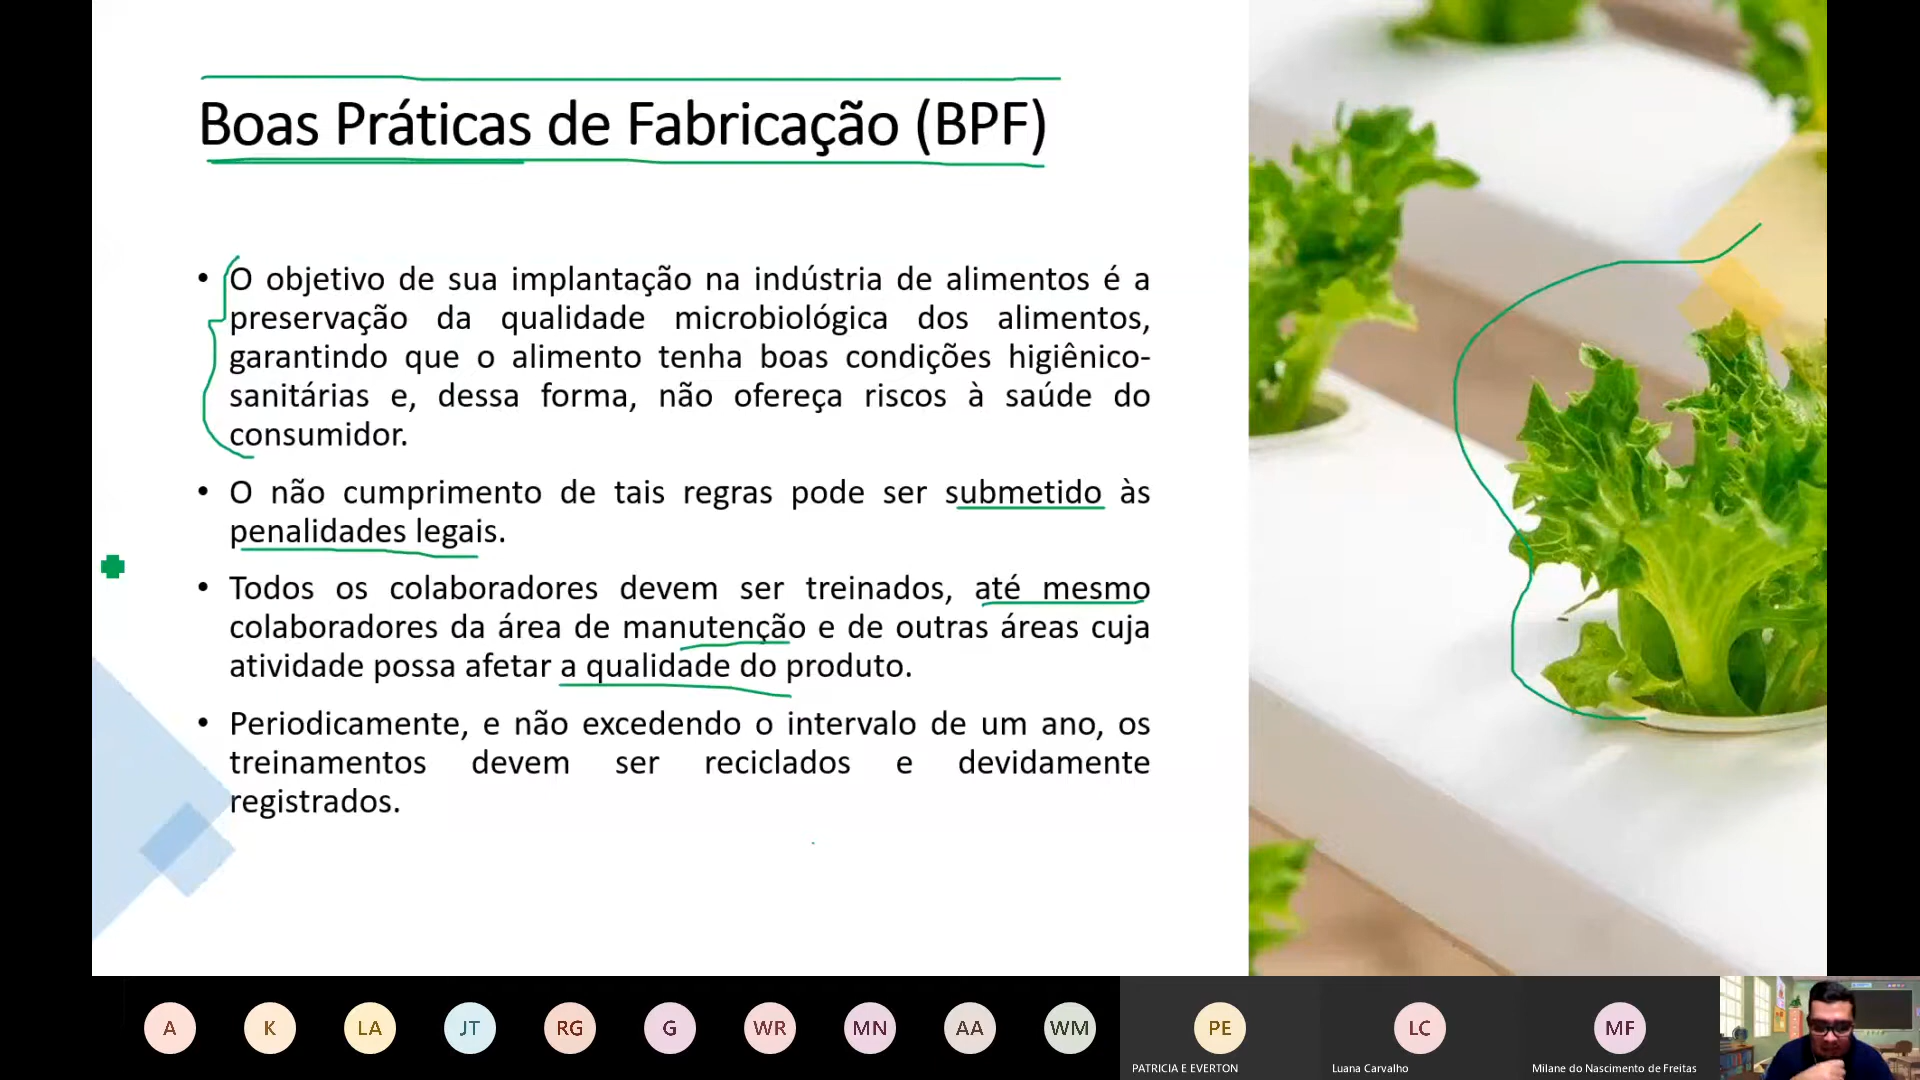 Boas Práticas de Fabricação (BPF)
• O objetivo de sua implantação na indústria de alimentos é a
preservação da qualidade microbiológica dos alimentos,
garantindo que o alimento tenha boas condições higiênico-
sanitárias e, dessa forma, não ofereça riscos à saúde do
consumidor.
• O não cumprimento de tais regras pode ser submetido às
penalidades legais.
• Todos os colaboradores devem ser treinados, até mesmo
colaboradores da área de manutenção e de outras áreas cuja
atividade possa afetar a qualidade do produto.
• Periodicamente, e não excedendo o intervalo de um ano, os
treinamentos devem ser reciclados e devidamente
registrados.
A K LA JT RG G WR MN AA WM PE LC MF
PATRICIA E EVERTON Luana Carvalho Milane do Nascimento de Freitas